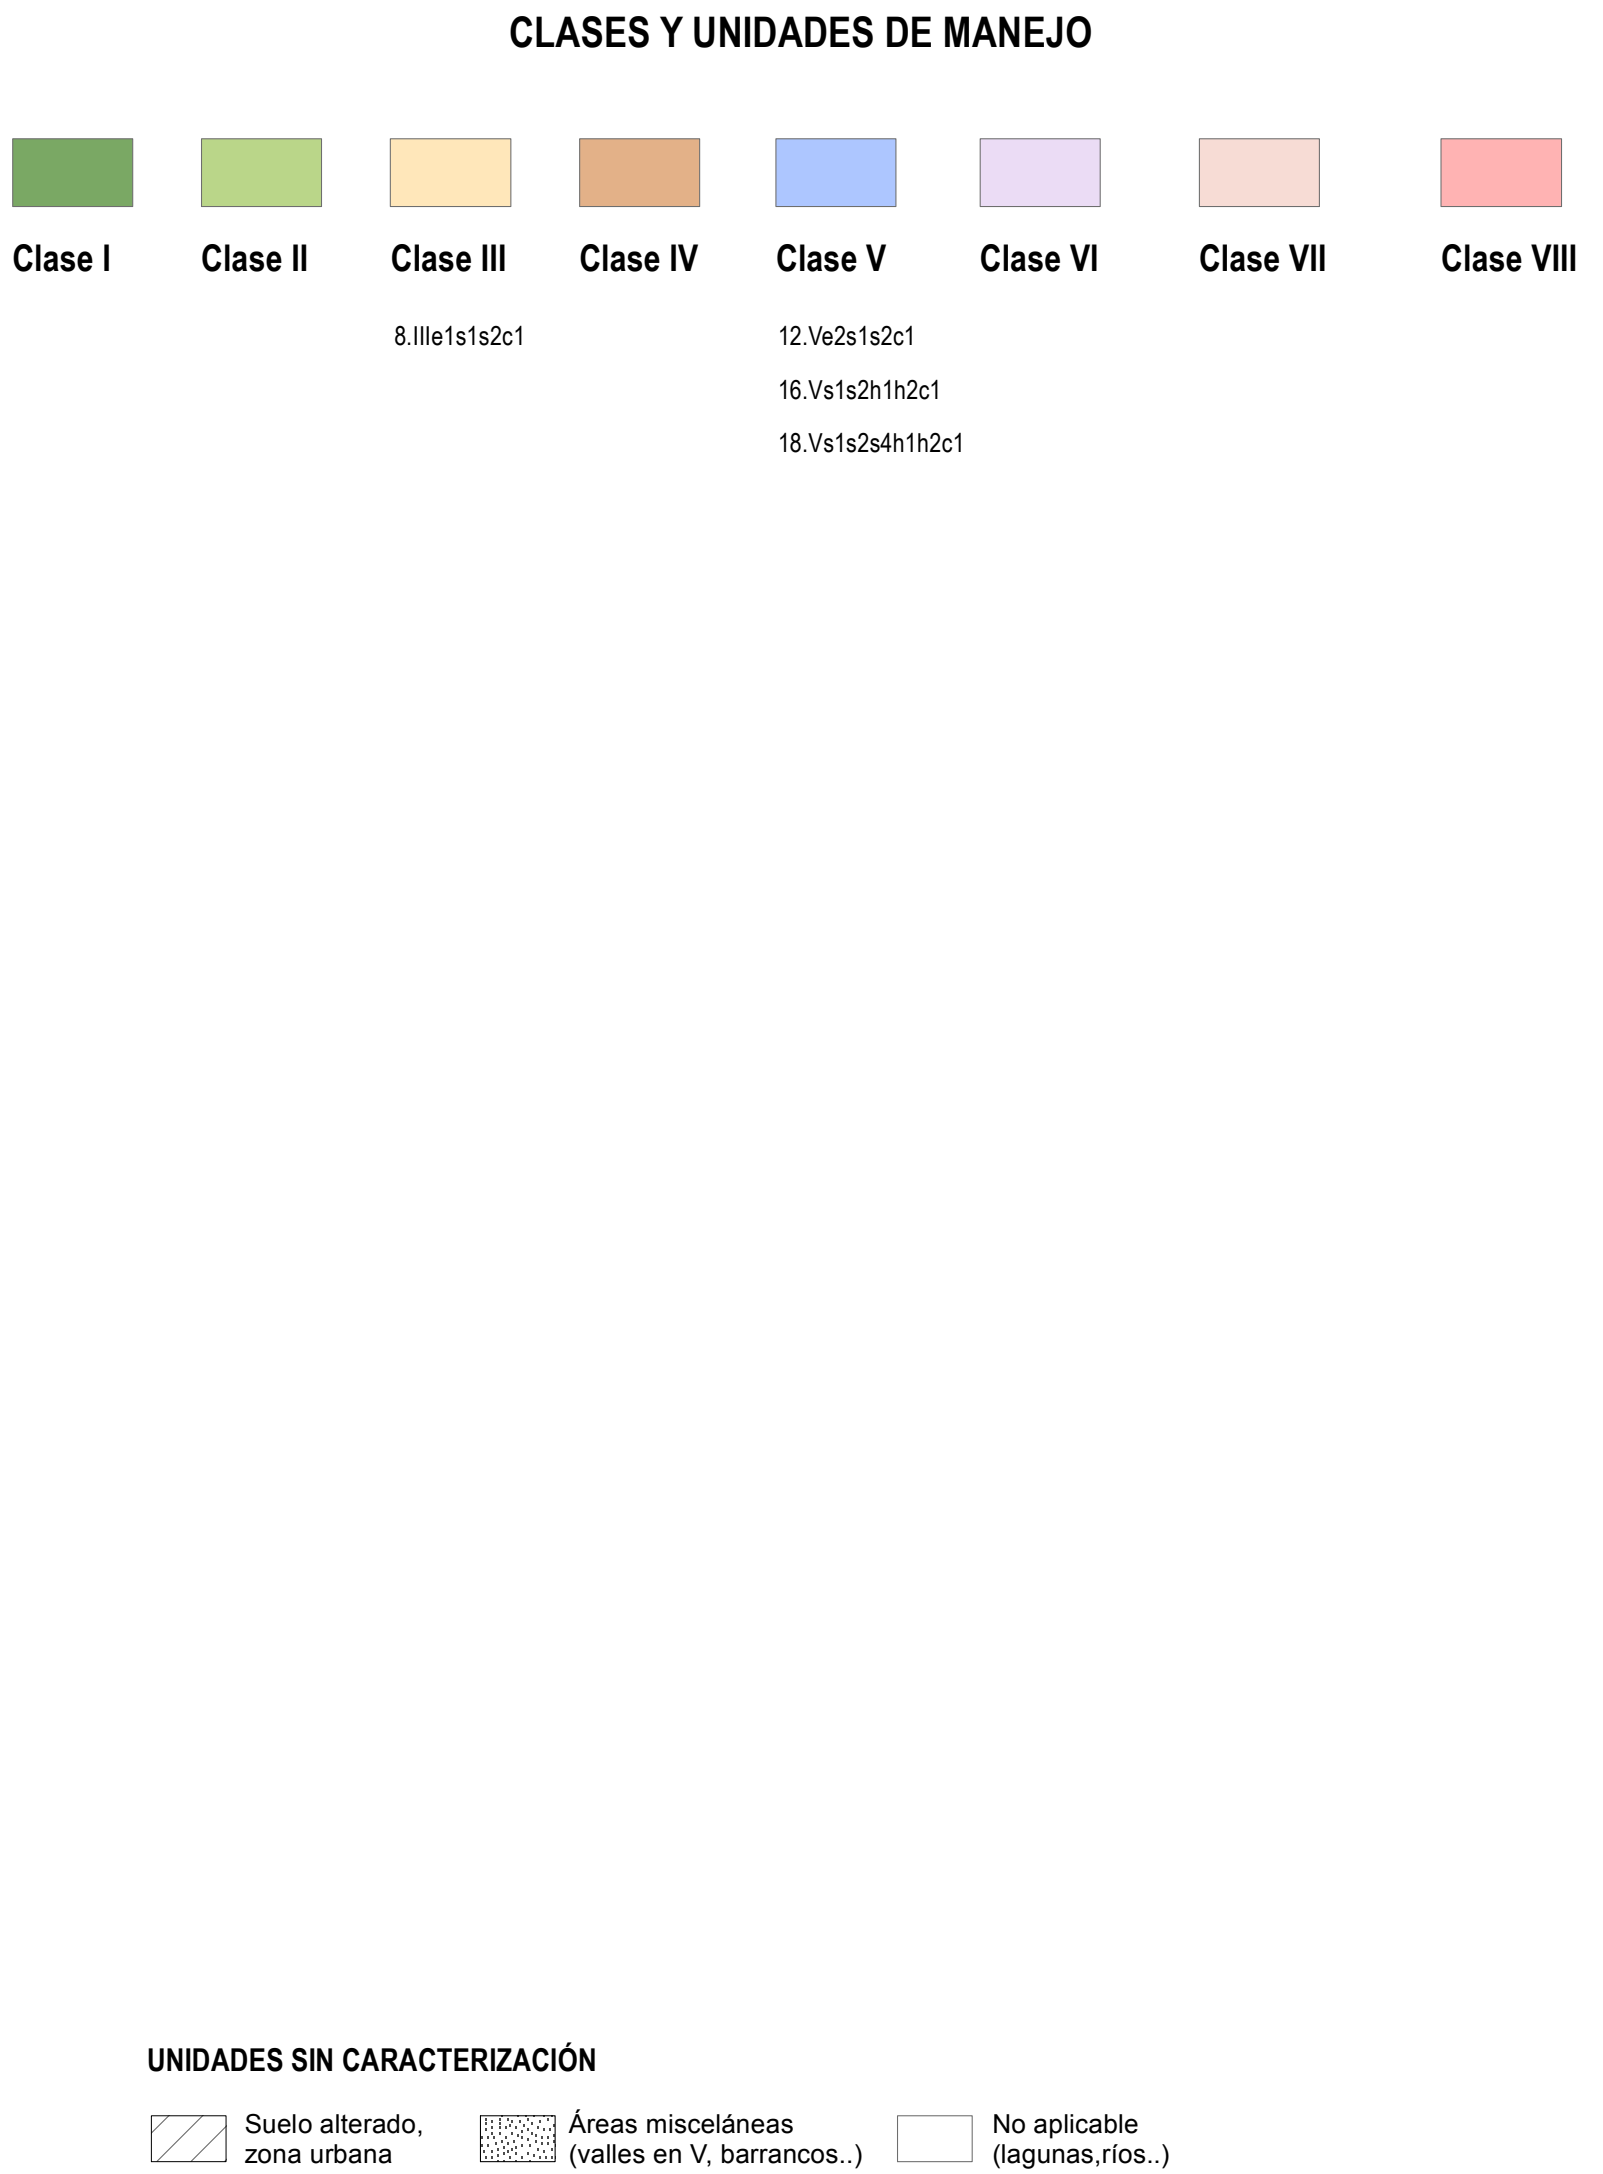 CLASES Y UNIDADES DE MANEJO
Clase I
Clase II
Clase III
Clase IV
Clase V
Clase VI
Clase VII
Clase VIII
8.IIIe1s1s2c1
12.Ve2s1s2c1
16.Vs1s2h1h2c1
18.Vs1s2s4h1h2c1
UNIDADES SIN CARACTERIZACIÓN
Suelo alterado,
zona urbana
Áreas misceláneas
(valles en V, barrancos..)
No aplicable
(lagunas,ríos..)